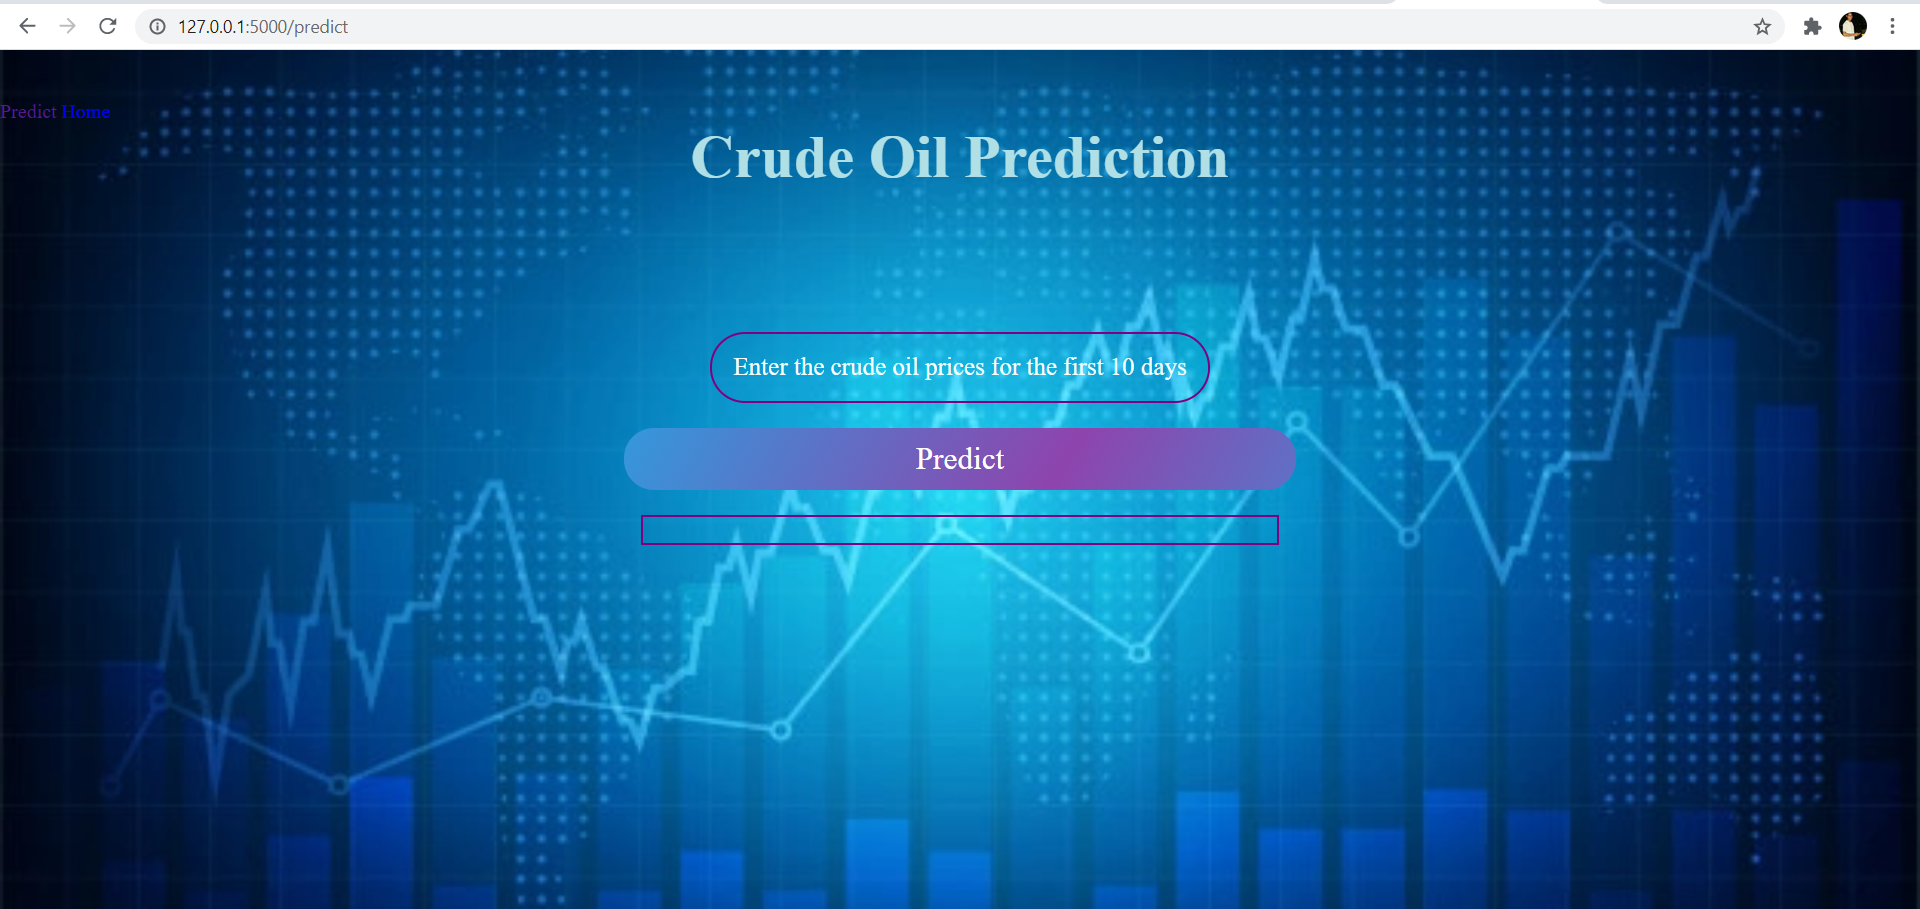 127.0.0.1:5000/predict
Predict Home
Crude Oil Prediction
Enter the crude oil prices for the first 10 days
Predict